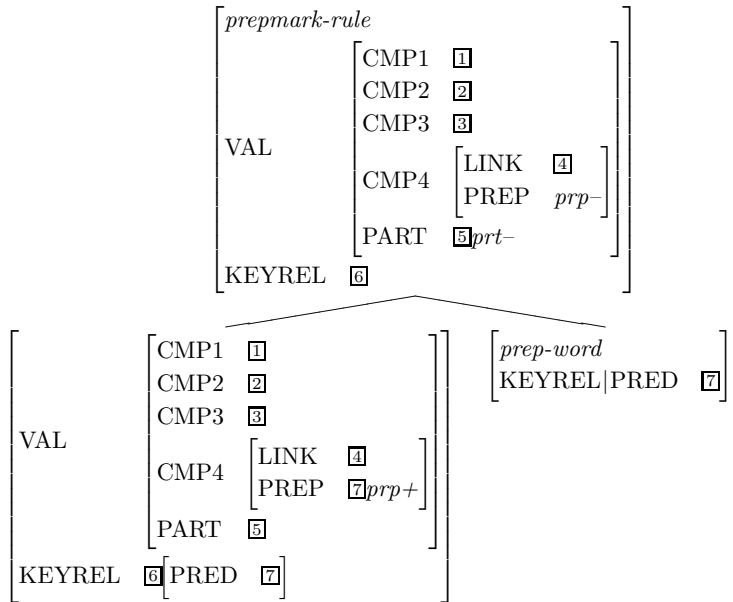 prepmark-rule
CMP1 1
CMP2 2
CMP3 3
VAL
LINK 4
CMP4
PREP prp–
PART 5prt–
KEYREL 6
CMP1 1
CMP2 2
CMP3 3
VAL
LINK 4
CMP4
PREP 7prp+
PART 5
KEYREL 6[PRED 7]
prep-word
KEYREL|PRED 7